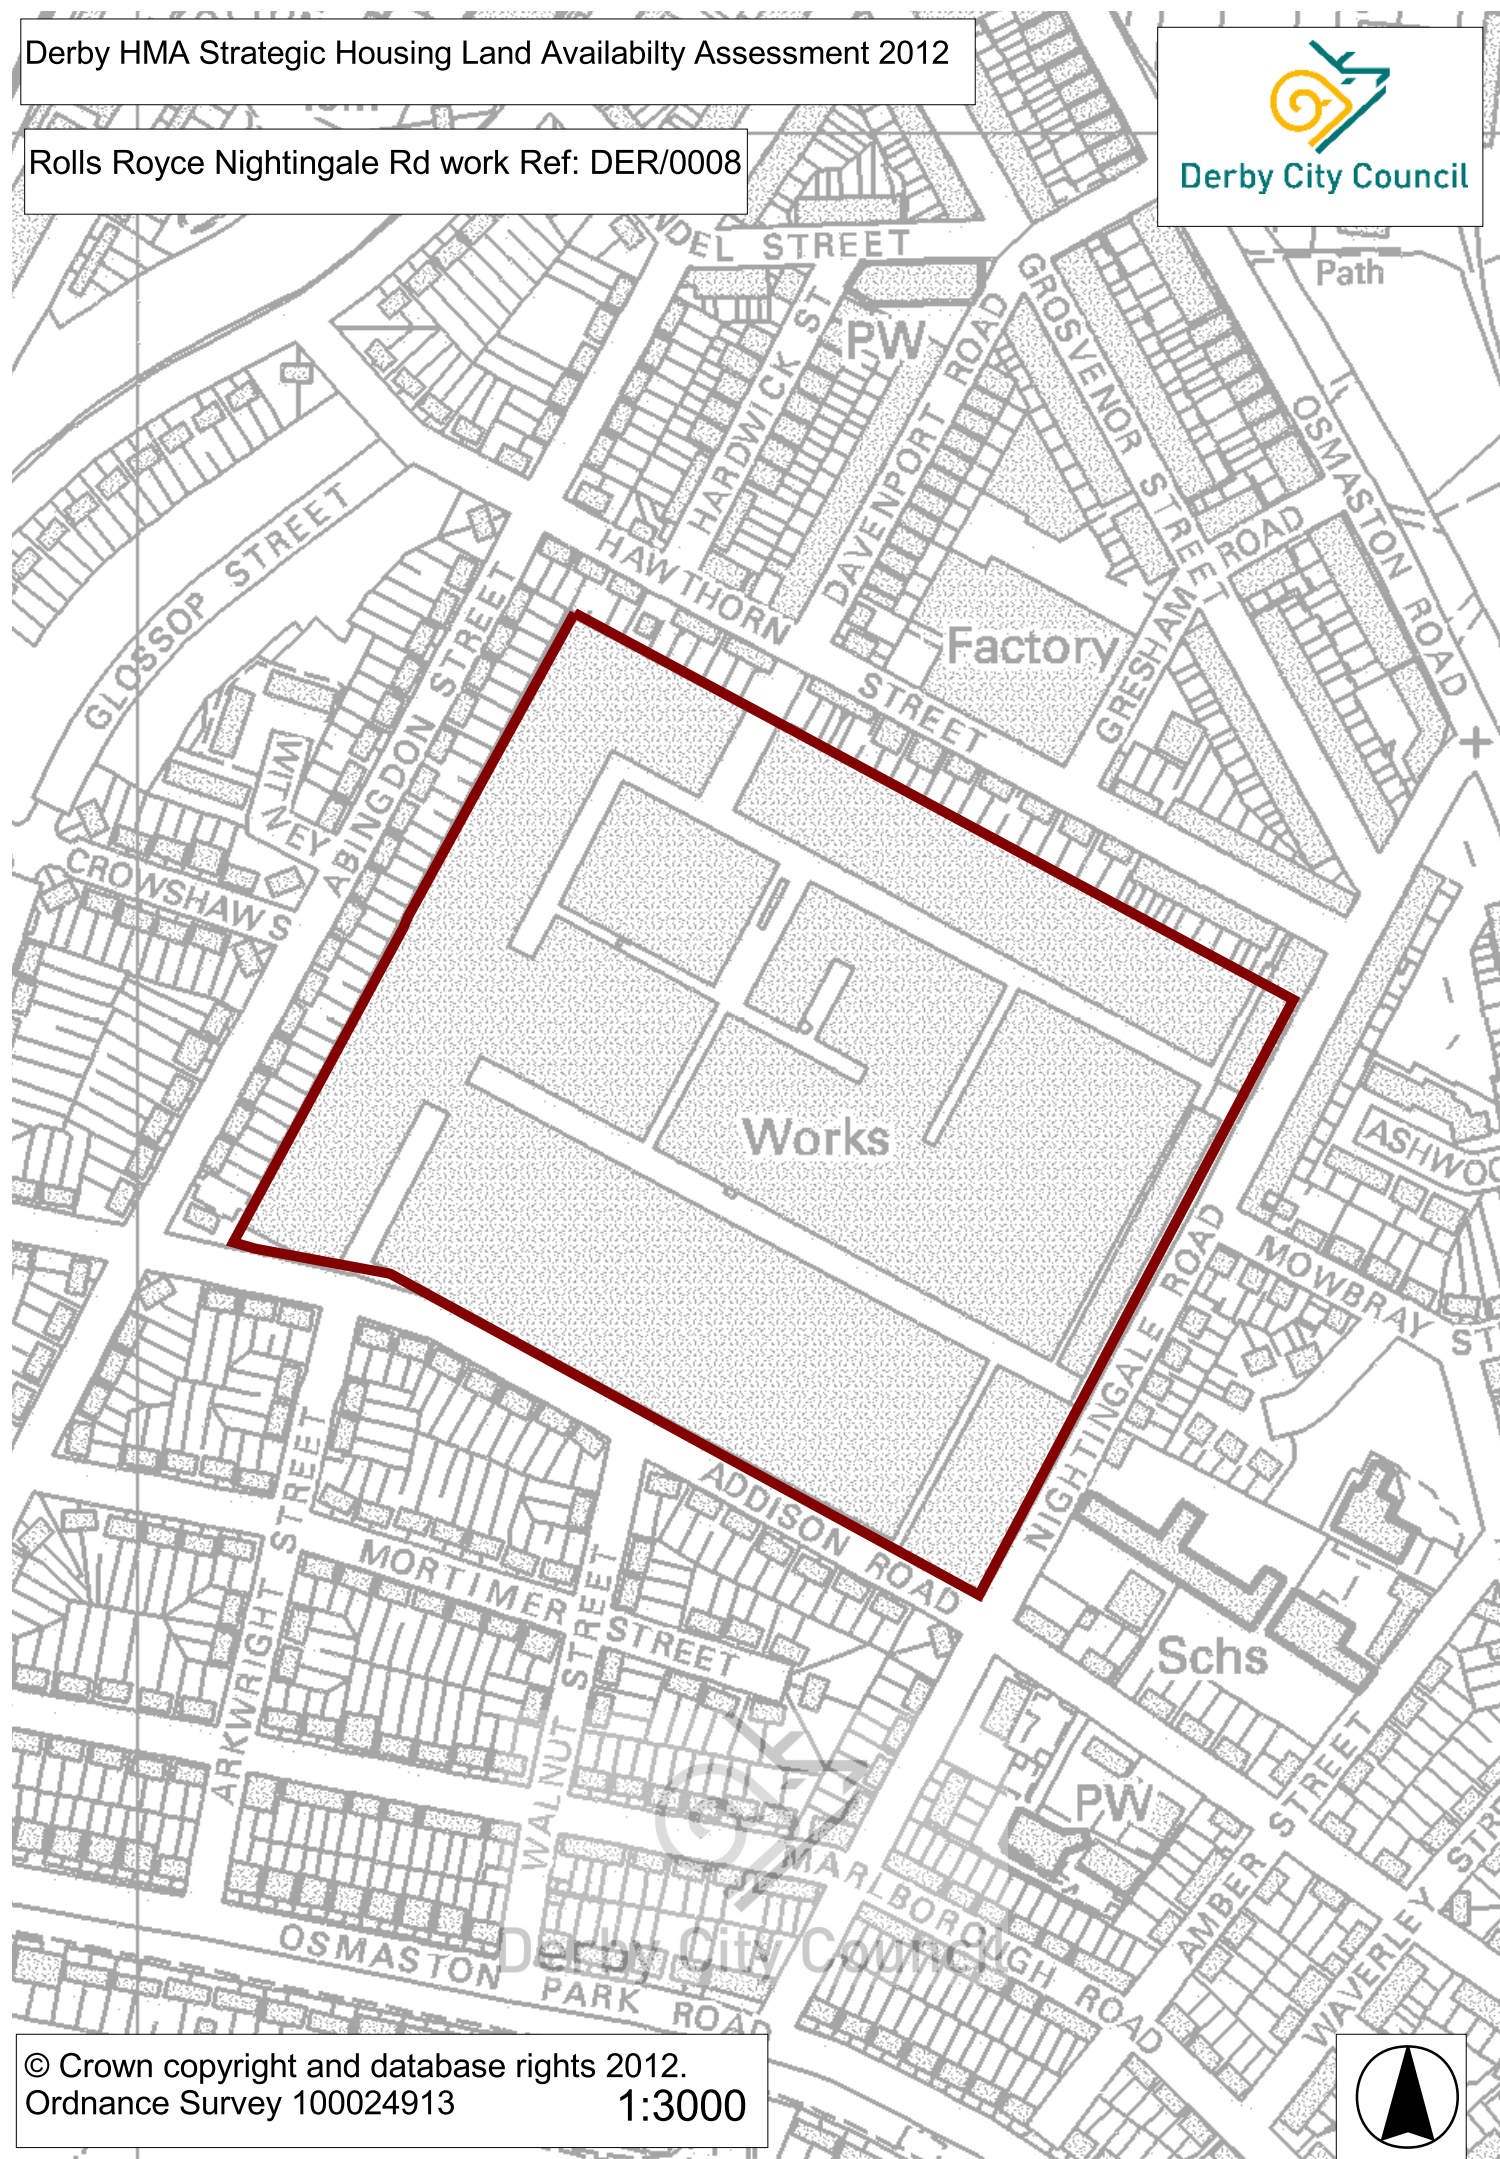 Derby HMA Strategic Housing Land Availabilty Assessment 2012
Rolls Royce Nightingale Rd work Ref: DER/0008
Derby City Council
NDEL STREET
Path
PW
HARDWICK ST
DAVENPORT ROAD
GROSVENOR STREET
OSMASTON ROAD
GLOSSOP STREET
HAWTHORN STREET
GRESHAM ROAD
Factory
ABINGDON STREET
WITNEY
CROWSHAW S
Works
ASHWOO
MOWBRAY ST
NIGHTINGALE ROAD
ADDISON ROAD
ARKWRIGHT STREET
MORTIMER STREET
WALNUT STREET
Schs
PW
AMBER STREET
MARLBOROUGH ROAD
WAVERLEY STRE
Derby City Council
OSMASTON PARK ROAD
© Crown copyright and database rights 2012.
Ordnance Survey 100024913 1:3000